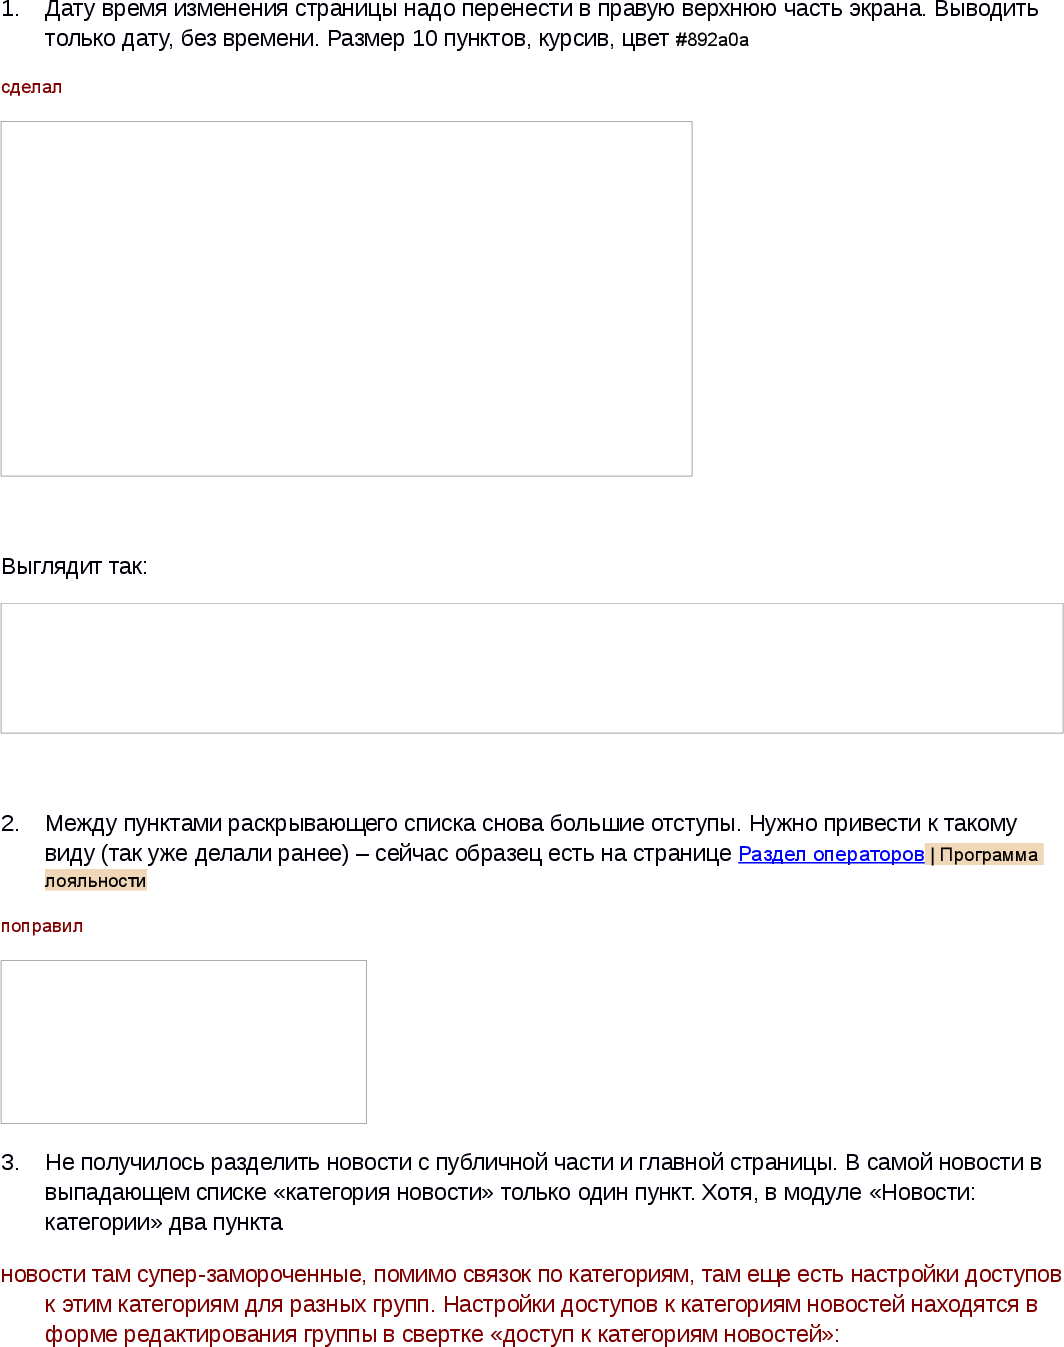 1. Дату время изменения страницы надо перенести в правую верхнюю часть экрана. Выводить
только дату, без времени. Размер 10 пунктов, курсив, цвет #892a0a
сделал
Выглядит так:
2. Между пунктами раскрывающего списка снова большие отступы. Нужно привести к такому
виду (так уже делали ранее) – сейчас образец есть на странице Раздел операторов | Программа
лояльности
поправил
3. Не получилось разделить новости с публичной части и главной страницы. В самой новости в
выпадающем списке «категория новости» только один пункт. Хотя, в модуле «Новости:
категории» два пункта
новости там супер-замороченные, помимо связок по категориям, там еще есть настройки доступов
к этим категориям для разных групп. Настройки доступов к категориям новостей находятся в
форме редактирования группы в свертке «доступ к категориям новостей»: